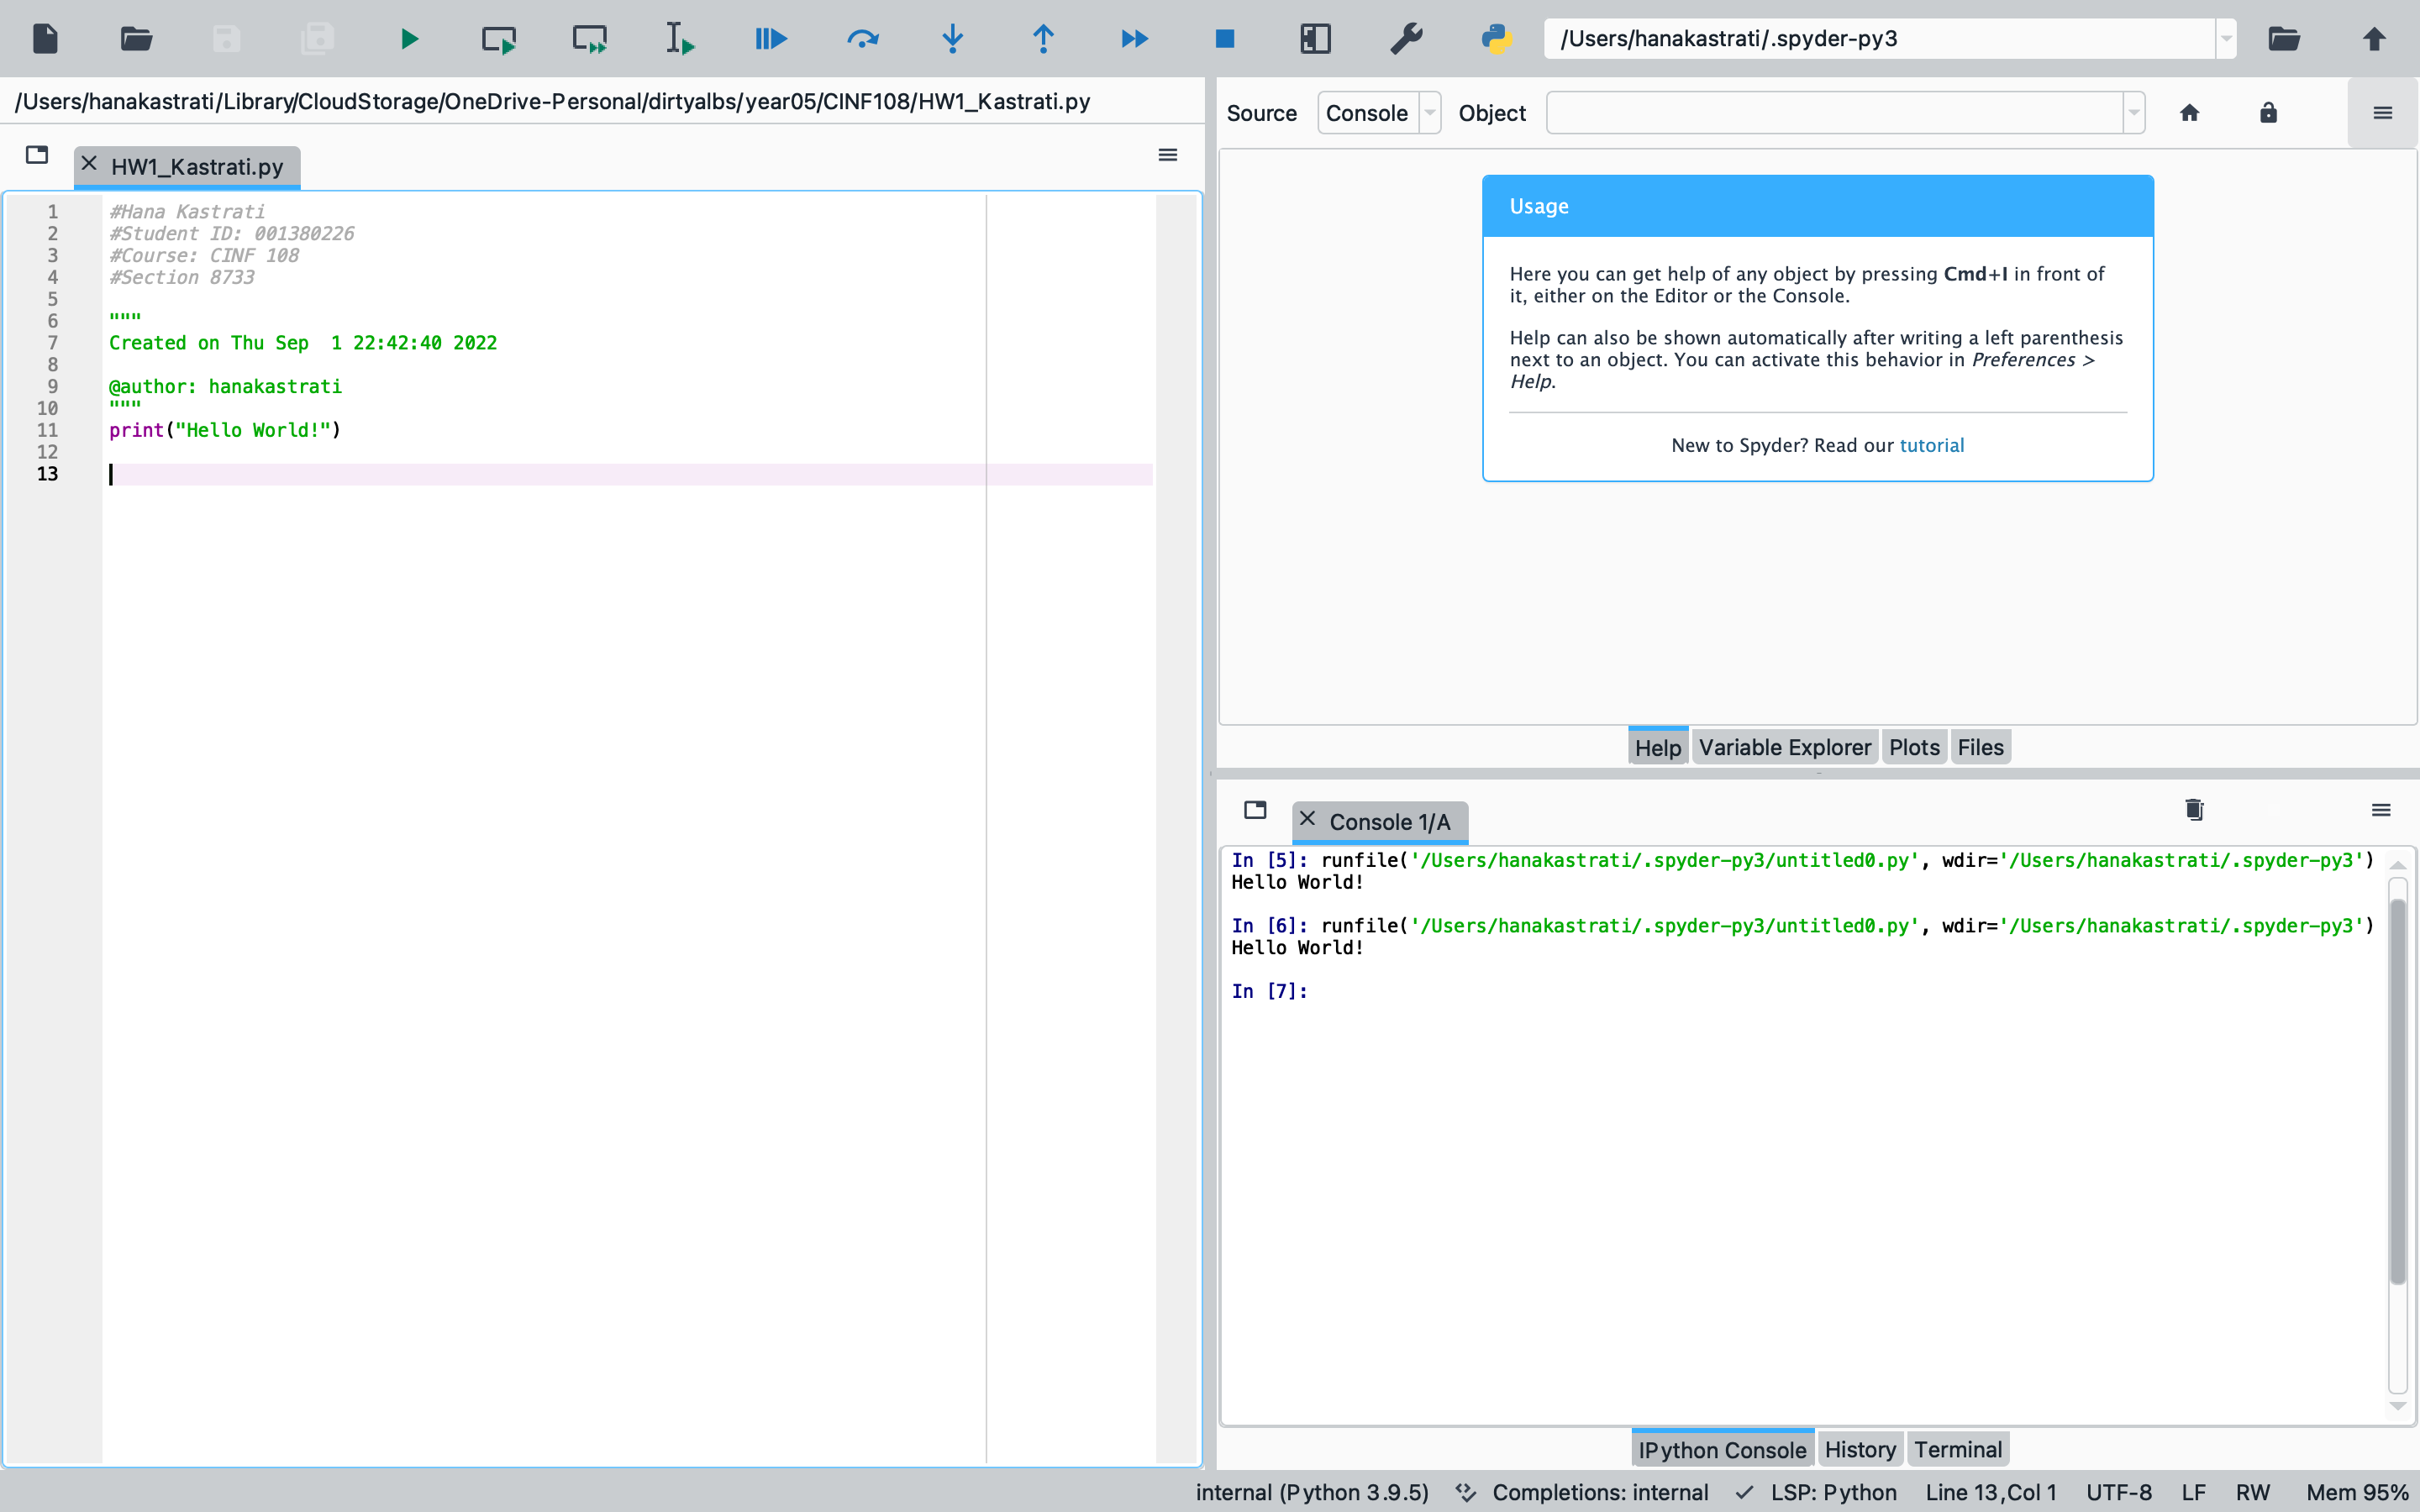 /Users/hanakastrati/.spyder-py3
/Users/hanakastrati/Library/CloudStorage/OneDrive-Personal/dirtyalbs/year05/CINF108/HW1_Kastrati.py
HW1_Kastrati.py
1 #Hana Kastrati
2 #Student ID: 001380226
3 #Course: CINF 108
4 #Section 8733
5
6 """
7 Created on Thu Sep  1 22:42:40 2022
8
9 @author: hanakastrati
10 """
11 print("Hello World!")
12
13
Source Console Object
Usage
Here you can get help of any object by pressing Cmd+I in front of
it, either on the Editor or the Console.
Help can also be shown automatically after writing a left parenthesis
next to an object. You can activate this behavior in Preferences >
Help.
New to Spyder? Read our tutorial
Help Variable Explorer Plots Files
Console 1/A
In [5]: runfile('/Users/hanakastrati/.spyder-py3/untitled0.py', wdir='/Users/hanakastrati/.spyder-py3')
Hello World!
In [6]: runfile('/Users/hanakastrati/.spyder-py3/untitled0.py', wdir='/Users/hanakastrati/.spyder-py3')
Hello World!
In [7]:
IPython Console History Terminal
internal (Python 3.9.5) Completions: internal LSP: Python Line 13, Col 1 UTF-8 LF RW Mem 95%